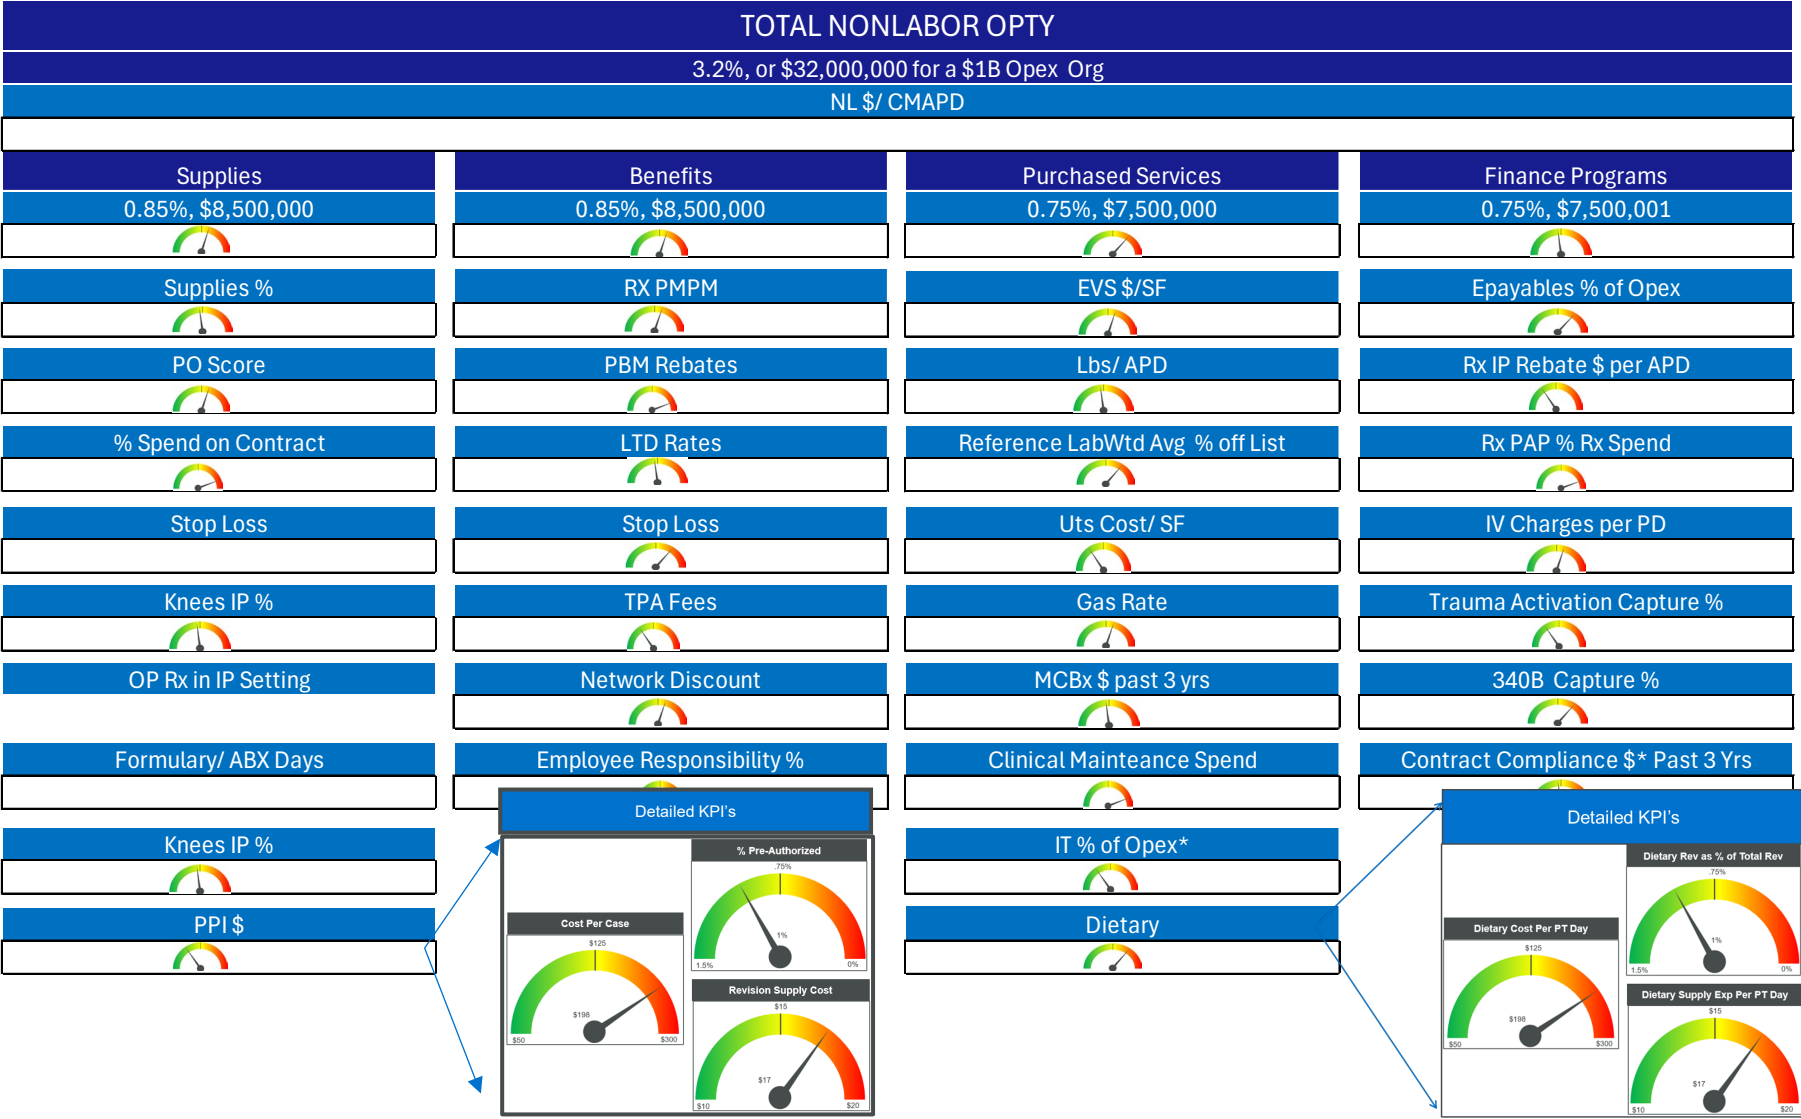 TOTAL NONLABOR OPTY
3.2%, or $32,000,000 for a $1B Opex Org
NL $/ CMAPD
Supplies
0.85%, $8,500,000
Supplies %
PO Score
% Spend on Contract
Stop Loss
Knees IP %
OP Rx in IP Setting
Formulary/ ABX Days
Knees IP %
PPI $
Benefits
0.85%, $8,500,000
RX PMPM
PBM Rebates
LTD Rates
Stop Loss
TPA Fees
Network Discount
Employee Responsibility %
Detailed KPI's
% Pre-Authorized
.75%
1%
1.5%
0%
Cost Per Case
$125
$198
$50
$300
Revision Supply Cost
$15
$17
$10
$20
Purchased Services
0.75%, $7,500,000
EVS $/SF
Lbs/ APD
Reference LabWtd Avg % off List
Uts Cost/ SF
Gas Rate
MCBx $ past 3 yrs
Clinical Mainteance Spend
IT % of Opex*
Dietary
Finance Programs
0.75%, $7,500,001
Epayables % of Opex
Rx IP Rebate $ per APD
Rx PAP % Rx Spend
IV Charges per PD
Trauma Activation Capture %
340B Capture %
Contract Compliance $* Past 3 Yrs
Detailed KPI's
Dietary Rev as % of Total Rev
.75%
1%
1.5%
0%
Dietary Cost Per PT Day
$125
$198
$50
$300
Dietary Supply Exp Per PT Day
$15
$17
$10
$20